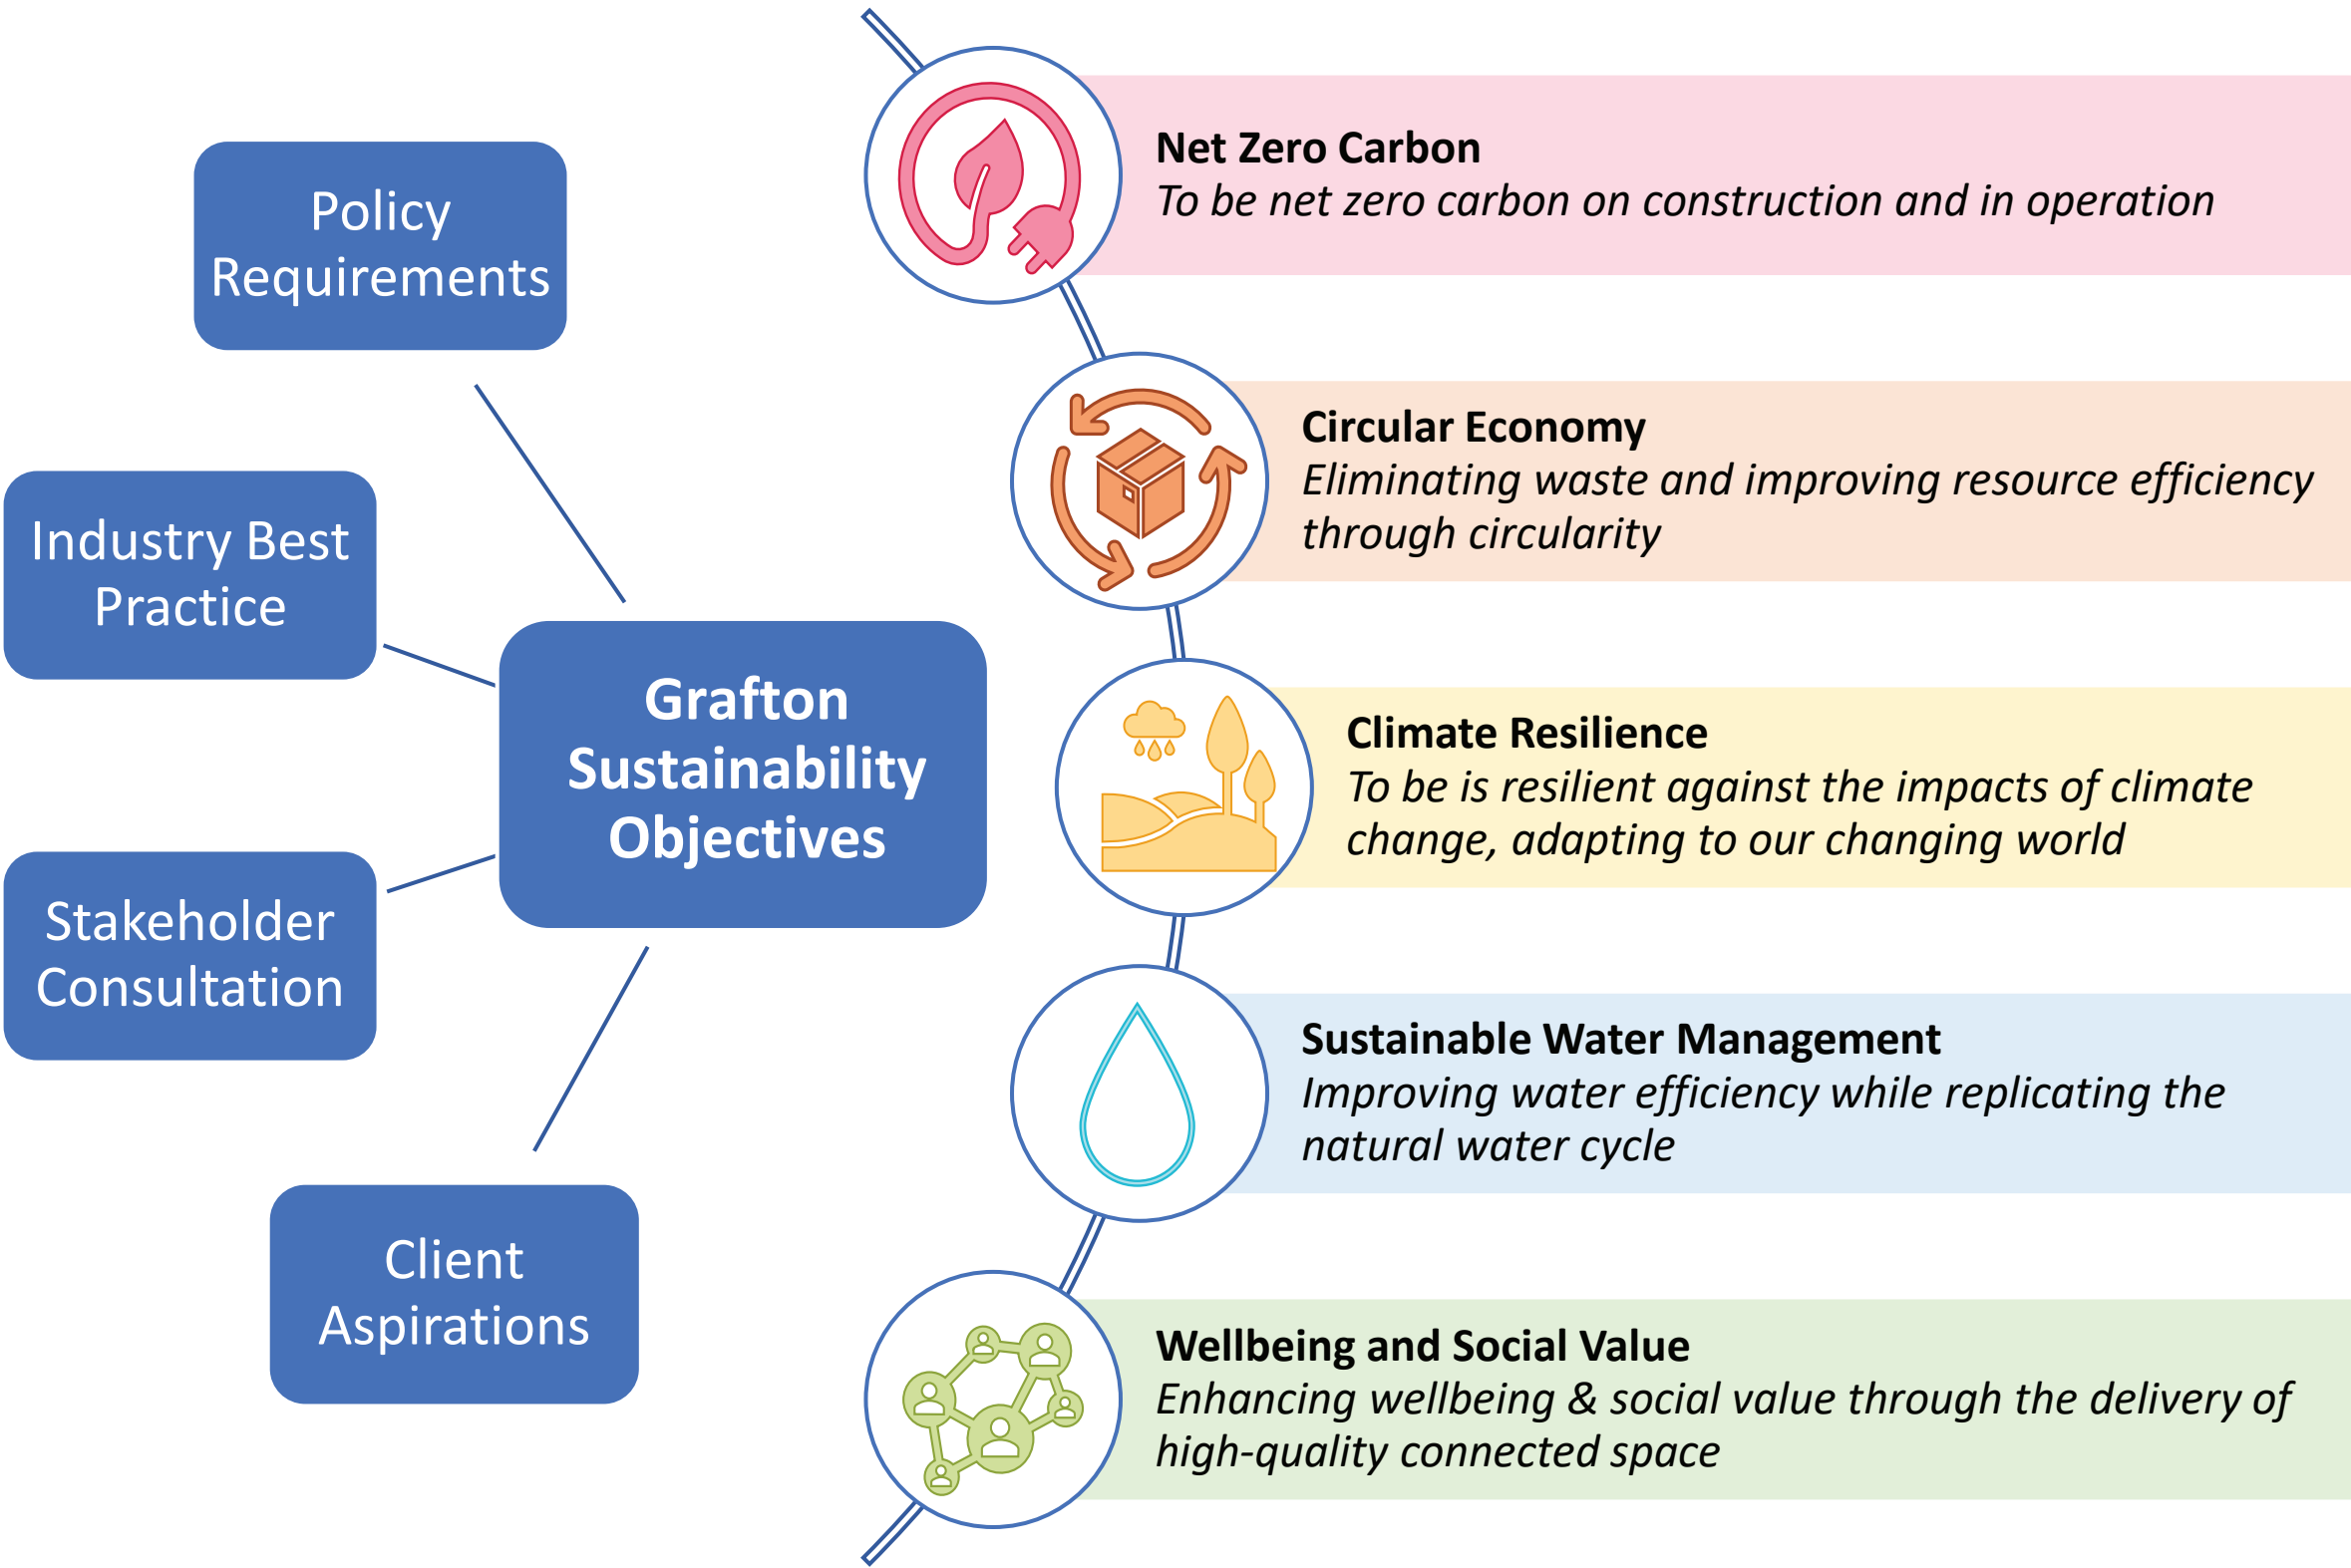 Policy
Requirements
Industry Best
Practice
Grafton
Sustainability
Objectives
Stakeholder
Consultation
Client
Aspirations
Net Zero Carbon
To be net zero carbon on construction and in operation
Circular Economy
Eliminating waste and improving resource efficiency
through circularity
Climate Resilience
To be is resilient against the impacts of climate
change, adapting to our changing world
Sustainable Water Management
Improving water efficiency while replicating the
natural water cycle
Wellbeing and Social Value
Enhancing wellbeing & social value through the delivery of
high-quality connected space